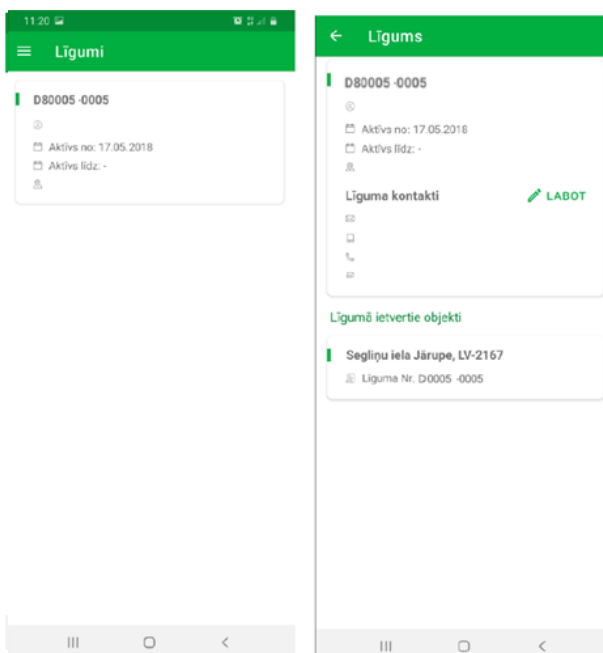 11:20
Līgumi
D80005 -0005
Aktīvs no: 17.05.2018
Aktīvs līdz: -
Līgums
D80005 -0005
Aktīvs no: 17.05.2018
Aktīvs līdz: -
Līguma kontakti
LABOT
Līgumā ietvertie objekti
Segliņu iela Jārupe, LV-2167
Līguma Nr. D0005 -0005